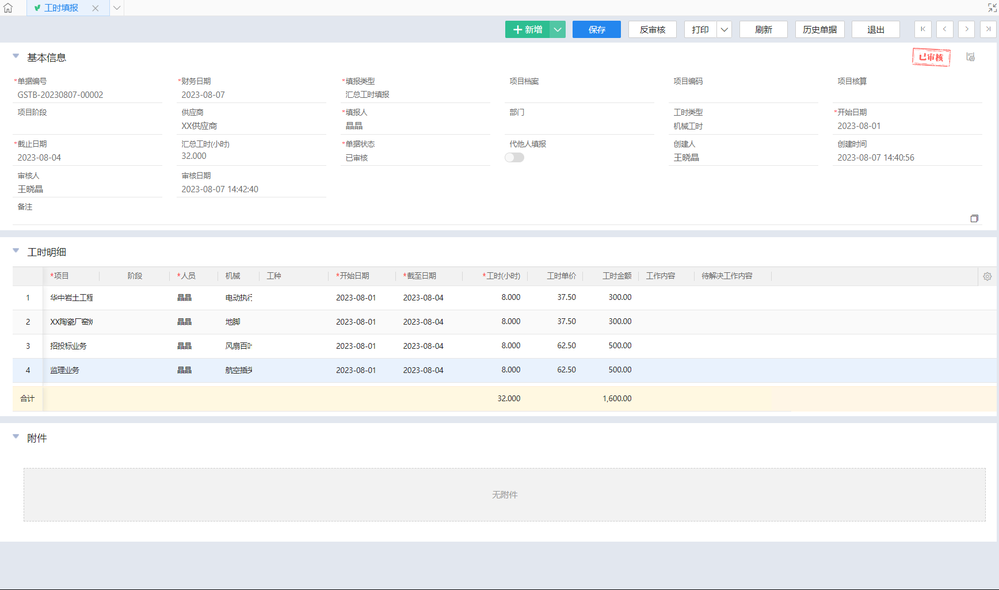 工时填报
新增 保存 反审核 打印 刷新 历史单据 退出
基本信息 已审核
*单据编号 *财务日期 *填报类型 项目档案 项目编码 项目核算
GSTB-20230807-00002 2023-08-07 汇总工时填报
项目阶段 供应商 *填报人 部门 工时类型 *开始日期
XX供应商 晶晶 机械工时 2023-08-01
*截止日期 汇总工时(小时) *单据状态 代他人填报 创建人 创建时间
2023-08-04 32.000 已审核 王晓晶 2023-08-07 14:40:56
审核人 审核日期
王晓晶 2023-08-07 14:42:40
备注
工时明细
*项目 阶段 *人员 机械 工种 *开始日期 *截至日期 *工时(小时) 工时单价 工时金额 工作内容 待解决工作内容
1 华中岩土工程 晶晶 电动执行 2023-08-01 2023-08-04 8.000 37.50 300.00
2 XX陶瓷厂窑炉 晶晶 地脚 2023-08-01 2023-08-04 8.000 37.50 300.00
3 招投标业务 晶晶 风扇百叶 2023-08-01 2023-08-04 8.000 62.50 500.00
4 监理业务 晶晶 航空插头 2023-08-01 2023-08-04 8.000 62.50 500.00
合计 32.000 1,600.00
附件
无附件